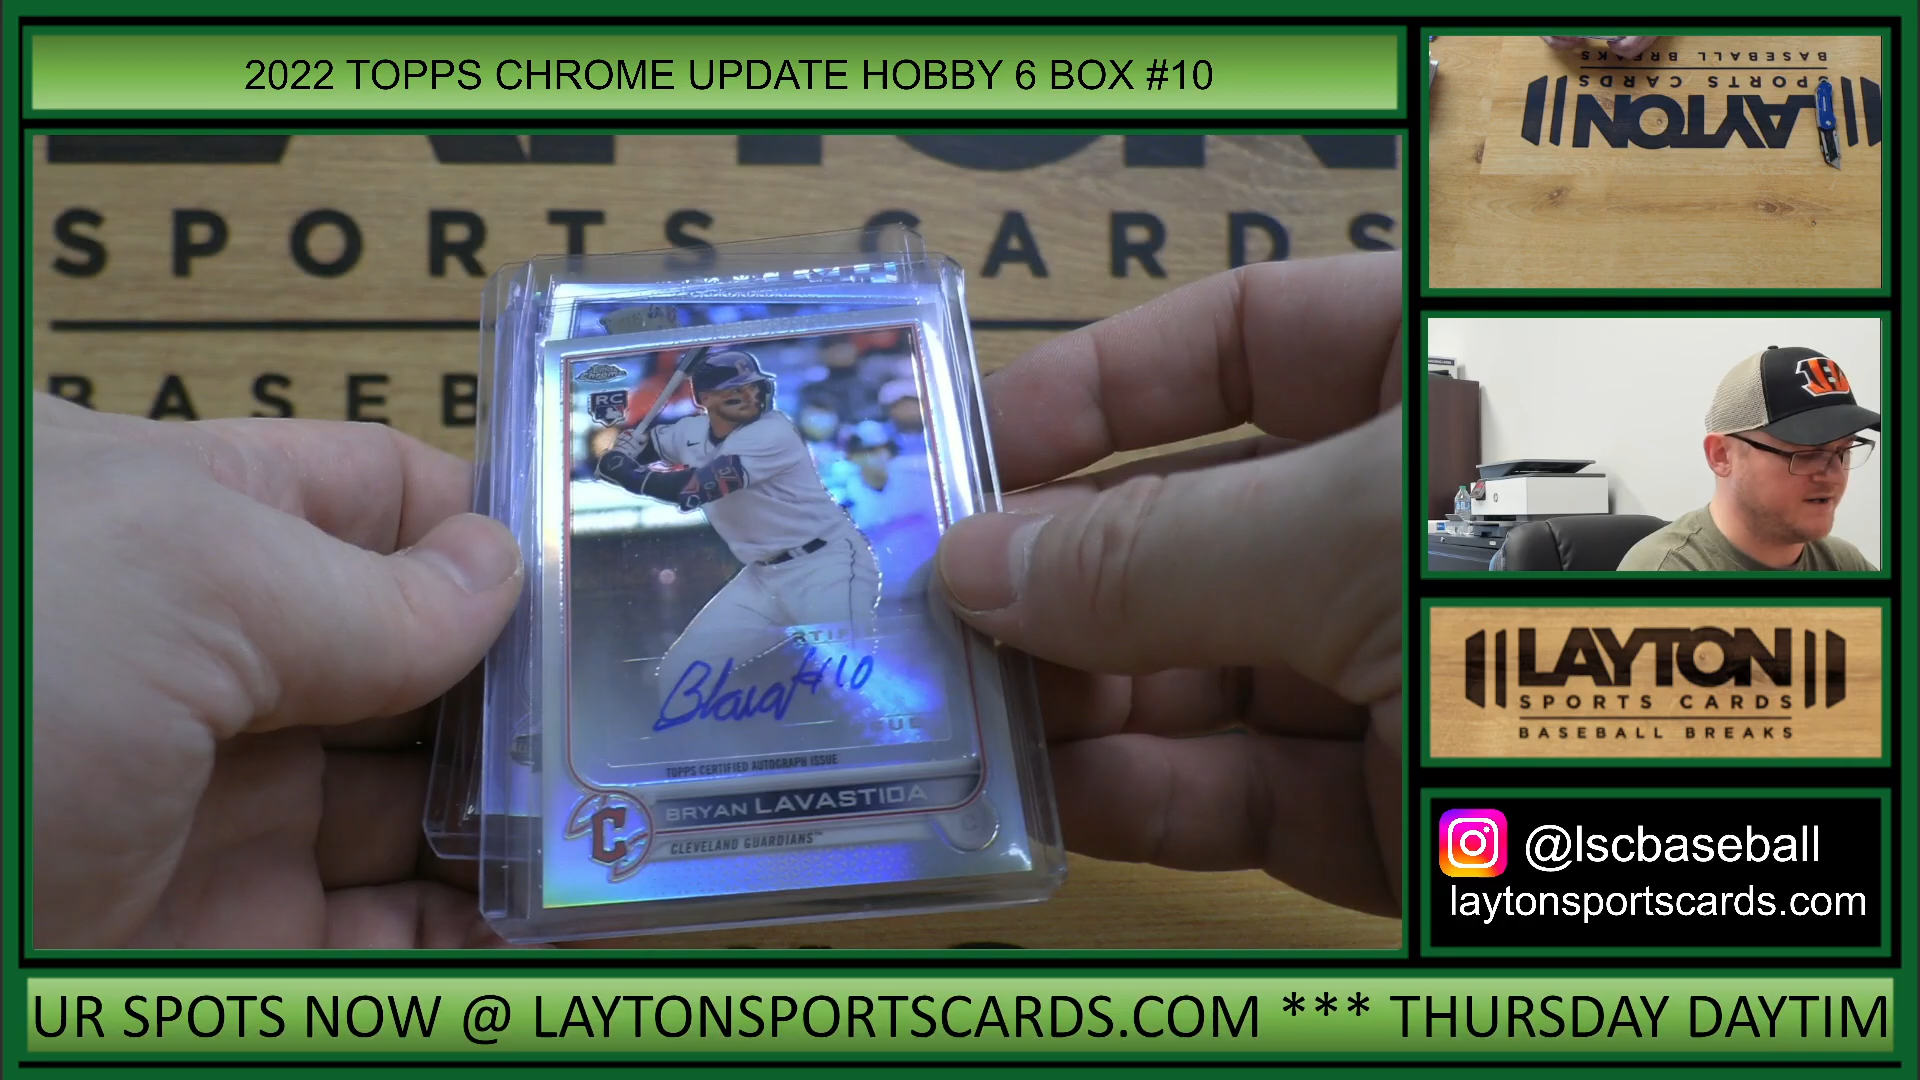 2022 TOPPS CHROME UPDATE HOBBY 6 BOX #10
SPORTS CARDS
BASEB
RC
TOPPS CERTIFIED AUTOGRAPH ISSUE
BRYAN LAVASTIDA
CLEVELAND GUARDIANS™
C
LAYTON
SPORTS CARDS
BASEBALL BREAKS
LAYTON
SPORTS CARDS
BASEBALL BREAKS
@lscbaseball
laytonsportscards.com
UR SPOTS NOW @ LAYTONSPORTSCARDS.COM *** THURSDAY DAYTIM